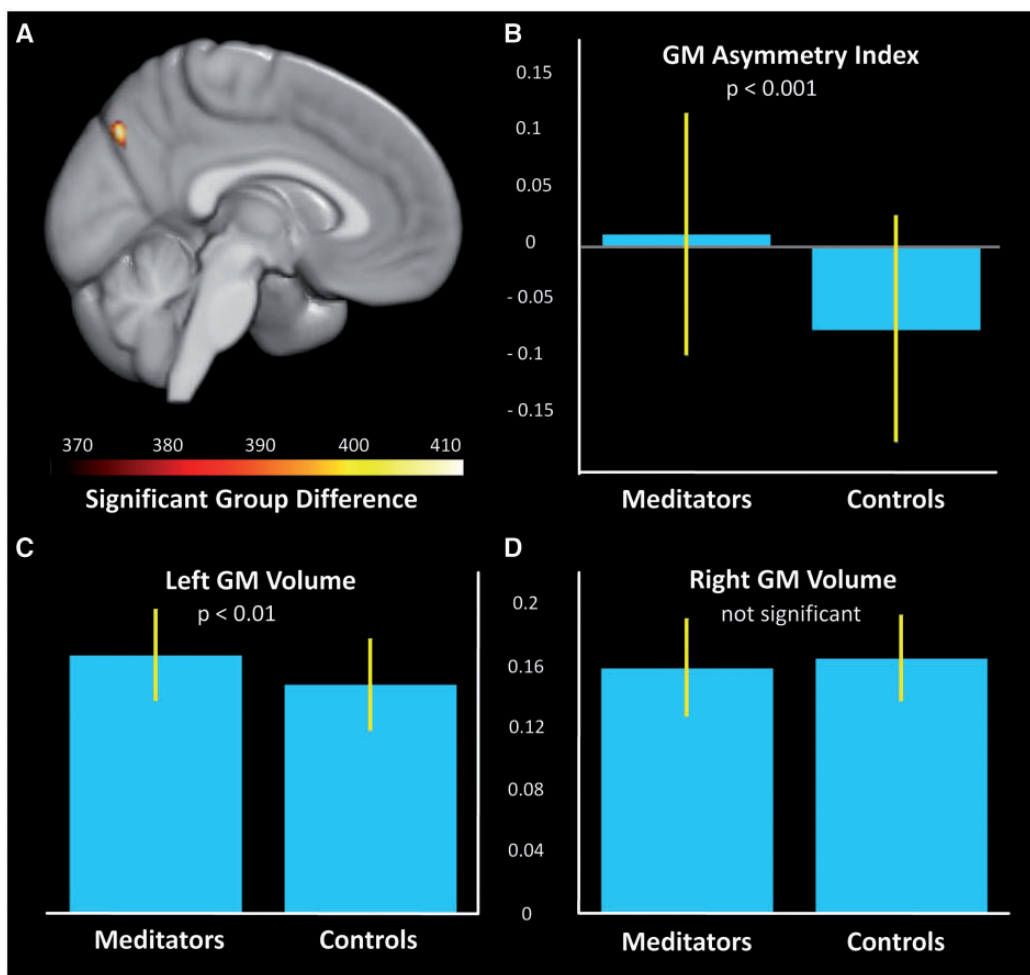 A
370 380 390 400 410
Significant Group Difference
B
GM Asymmetry Index
p < 0.001
0.15
0.1
0.05
0
- 0.05
- 0.1
- 0.15
Meditators Controls
C
Left GM Volume
p < 0.01
Meditators Controls
D
Right GM Volume
not significant
0.2
0.16
0.12
0.08
0.04
0
Meditators Controls